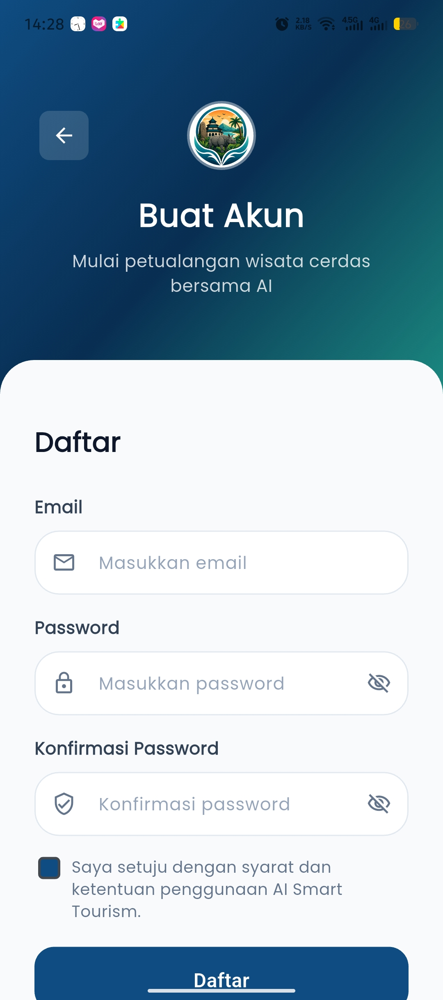 14:28 Laz 2.18 KB/S 4.5G 4G 26
Buat Akun
Mulai petualangan wisata cerdas
bersama AI
Daftar
Email
Masukkan email
Password
Masukkan password
Konfirmasi Password
Konfirmasi password
Saya setuju dengan syarat dan
ketentuan penggunaan AI Smart
Tourism.
Daftar